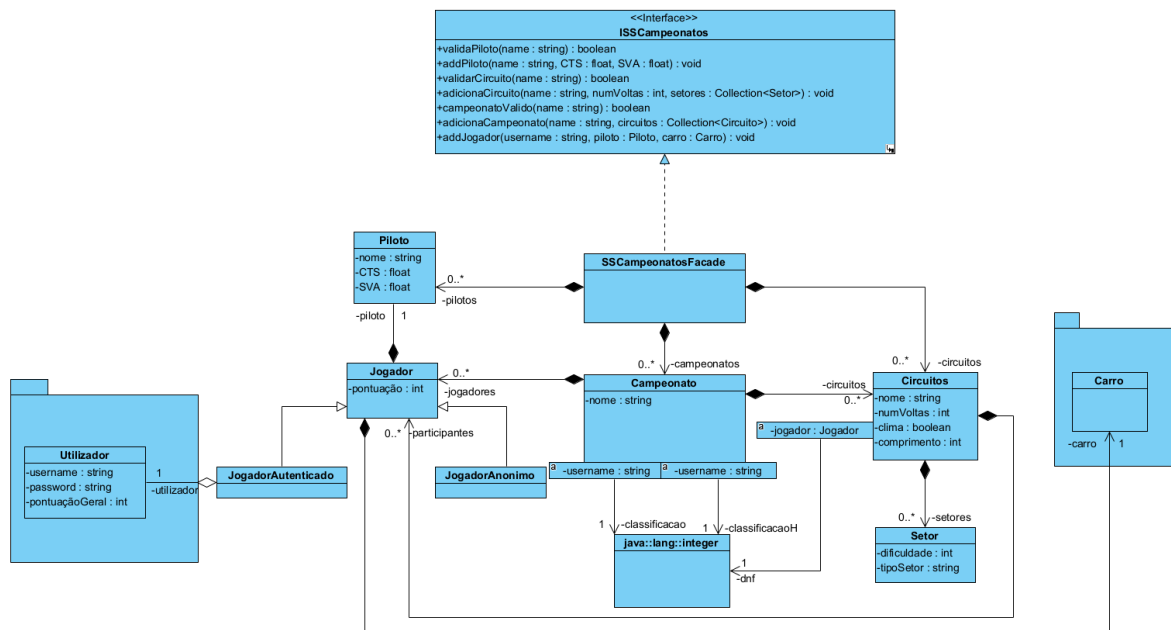 <<Interface>>
ISSCampeonatos
+validaPiloto(name : string) : boolean
+addPiloto(name : string, CTS : float, SVA : float) : void
+validarCircuito(name : string) : boolean
+adicionaCircuito(name : string, numVoltas : int, setores : Collection<Setor>) : void
+campeonatoValido(name : string) : boolean
+adicionaCampeonato(name : string, circuitos : Collection<Circuito>) : void
+addJogador(username : string, piloto : Piloto, carro : Carro) : void
Piloto
-nome : string
-CTS : float
-SVA : float
0..*
-pilotos
SSCampeonatosFacade
-piloto
1
0..*
-campeonatos
0..*
-circuitos
Jogador
-pontuação : int
0..*
-jogadores
0..*
-participantes
Campeonato
-nome : string
-circuitos
0..*
Circuitos
-nome : string
-numVoltas : int
-clima : boolean
-comprimento : int
a
-jogador : Jogador
Carro
-carro
1
Utilizador
-username : string
-password : string
-pontuaçãoGeral : int
1
-utilizador
JogadorAutenticado
JogadorAnonimo
a
-username : string
a
-username : string
1
-classificacao
1
-classificacaoH
java::lang::integer
1
-dnf
0..*
-setores
Setor
-dificuldade : int
-tipoSetor : string